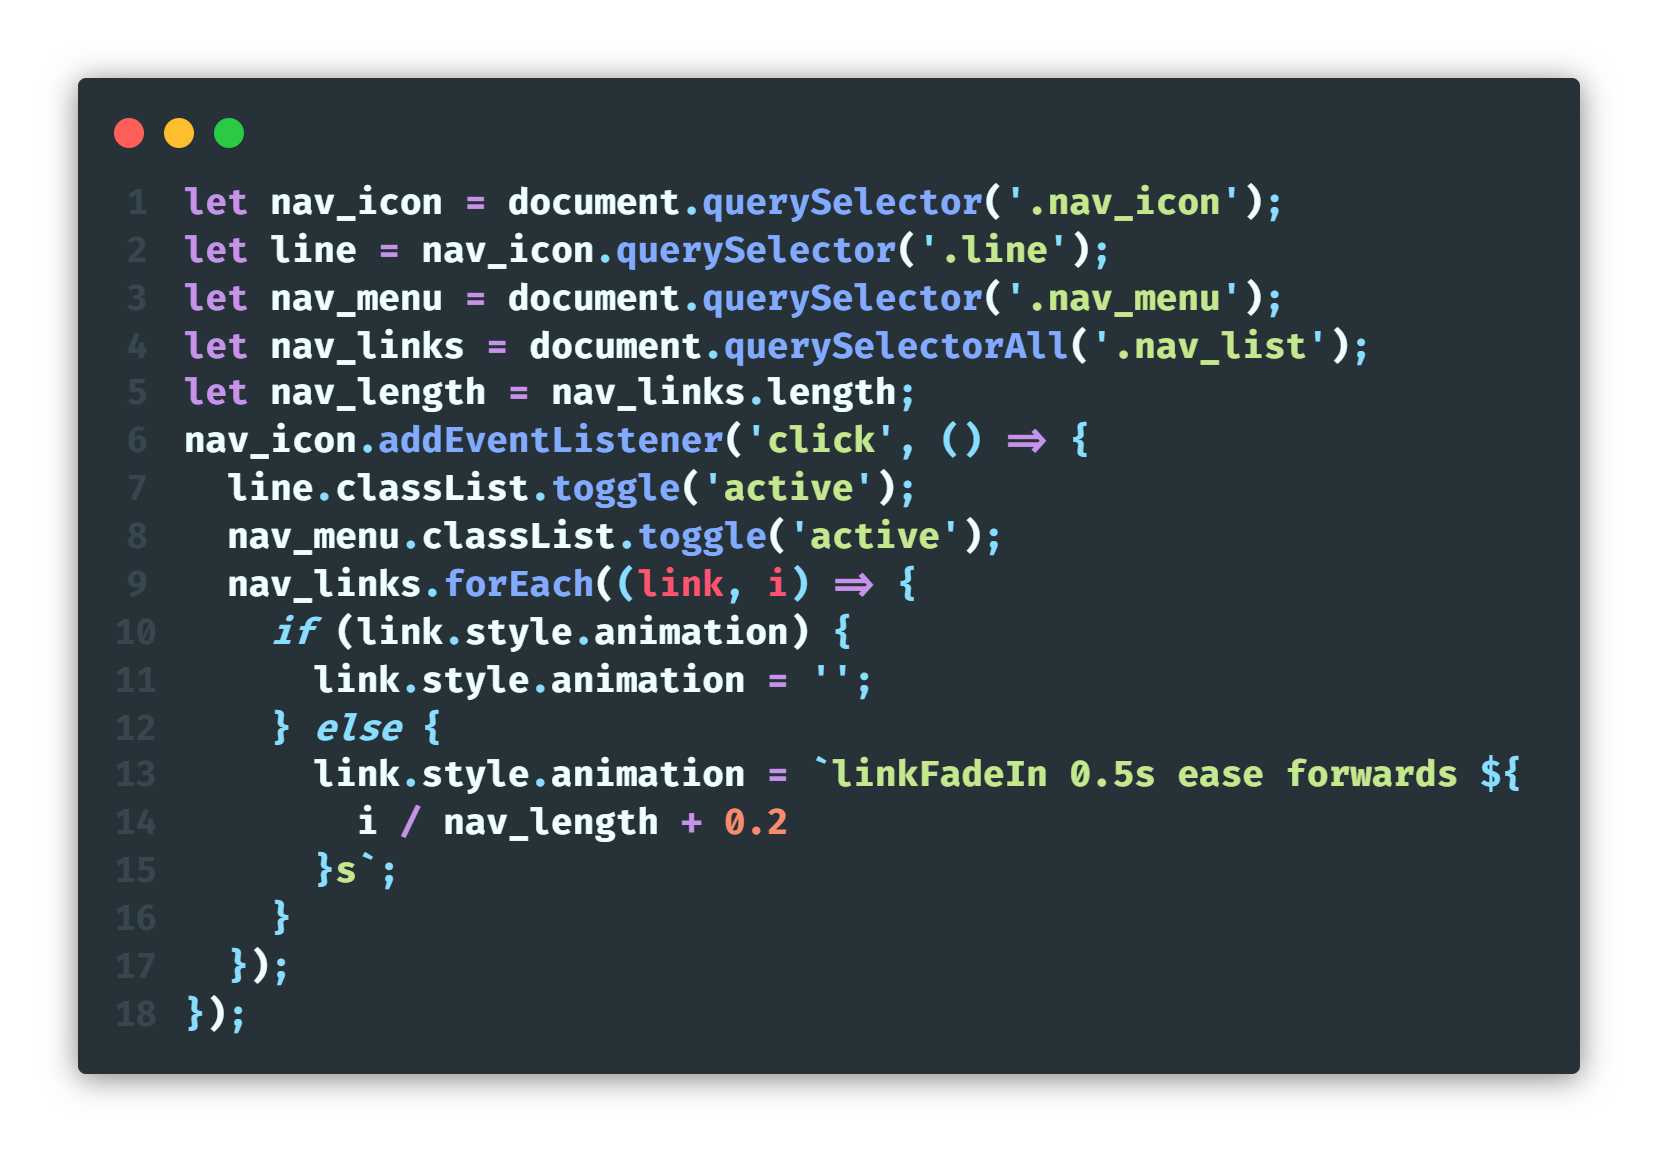 1 let nav_icon = document.querySelector('.nav_icon');
2 let line = nav_icon.querySelector('.line');
3 let nav_menu = document.querySelector('.nav_menu');
4 let nav_links = document.querySelectorAll('.nav_list');
5 let nav_length = nav_links.length;
6 nav_icon.addEventListener('click', () => {
7   line.classList.toggle('active');
8   nav_menu.classList.toggle('active');
9   nav_links.forEach((link, i) => {
10     if (link.style.animation) {
11       link.style.animation = '';
12     } else {
13       link.style.animation = `linkFadeIn 0.5s ease forwards ${
14         i / nav_length + 0.2
15       }s`;
16     }
17   });
18 });